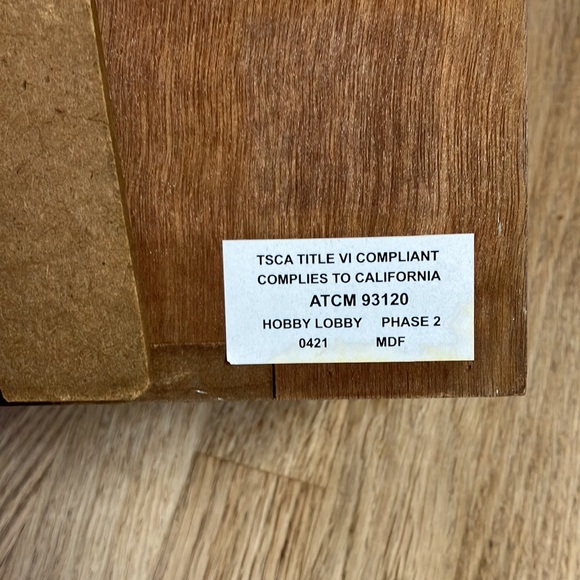 TSCA TITLE VI COMPLIANT
COMPLIES TO CALIFORNIA
ATCM 93120
HOBBY LOBBY PHASE 2
0421 MDF